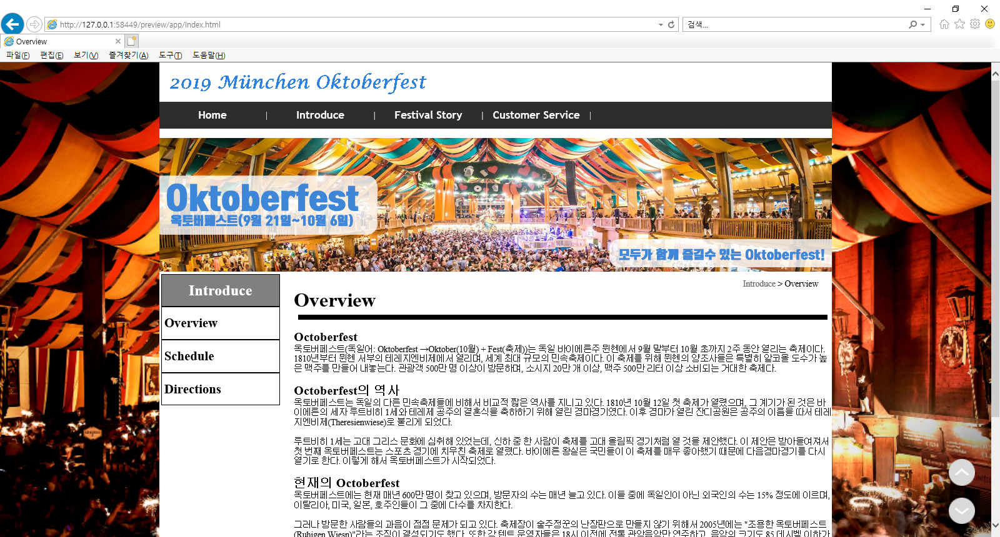 http://127.0.0.1:58449/preview/app/index.html
검색...
Overview
파일(F) 편집(E) 보기(V) 즐겨찾기(A) 도구(T) 도움말(H)
2019 München Oktoberfest
Home | Introduce | Festival Story | Customer Service |
Oktoberfest
옥토버페스트(9월 21일~10월 6일)
모두가 함께 즐길수 있는 Oktoberfest!
Introduce
Overview
Schedule
Directions
Introduce > Overview
Overview
Octoberfest
옥토버페스트(독일어: Oktoberfest →Oktober(10월) + Fest(축제))는 독일 바이에른주 뮌헨에서 9월 말부터 10월 초까지 2주 동안 열리는 축제이다.
1810년부터 뮌헨 서부의 테레지엔비제에서 열리며, 세계 최대 규모의 민속축제이다. 이 축제를 위해 뮌헨의 양조사들은 특별히 알코올 도수가 높
은 맥주를 만들어 내놓는다. 관광객 500만 명 이상이 방문하며, 소시지 20만 개 이상, 맥주 500만 리터 이상 소비되는 거대한 축제다.
Octoberfest의 역사
옥토버페스트는 독일의 다른 민속축제들에 비해서 비교적 짧은 역사를 지니고 있다. 1810년 10월 12일 첫 축제가 열렸으며, 그 계기가 된 것은 바
이에른의 세자 루트비히 1세와 테레제 공주의 결혼식을 축하하기 위해 열린 경마경기였다. 이후 경마가 열린 잔디공원은 공주의 이름을 따서 테레
지엔비제(Theresienwiese)로 불리게 되었다.
루트비히 1세는 고대 그리스 문화에 심취해 있었는데, 신하 중 한 사람이 축제를 고대 올림픽 경기처럼 열 것을 제안했다. 이 제안은 받아들여져서
첫 번째 옥토버페스트는 스포츠 경기에 치우친 축제로 열렸다. 바이에른 왕실은 국민들이 이 축제를 매우 좋아했기 때문에 다음경마경기를 다시
열기로 한다. 이렇게 해서 옥토버페스트가 시작되었다.
현재의 Octoberfest
옥토버페스트에는 현재 매년 600만 명이 찾고 있으며, 방문자의 수는 매년 늘고 있다. 이들 중에 독일인이 아닌 외국인의 수는 15% 정도에 이르며,
이탈리아, 미국, 일본, 호주인들이 그 중에 다수를 차지한다.
그러나 방문한 사람들의 과음이 점점 문제가 되고 있다. 축제장이 술주정꾼의 난장판으로 만들지 않기 위해서 2005년에는 "조용한 옥토버페스트
(Ruhigen Wiesn)"라는 조직이 결성되기도 했다. 또한 각 텐트 운영자들은 18시 이전에 전통 관악음악만 연주하고, 음악의 크기도 85 데시벨 이하가